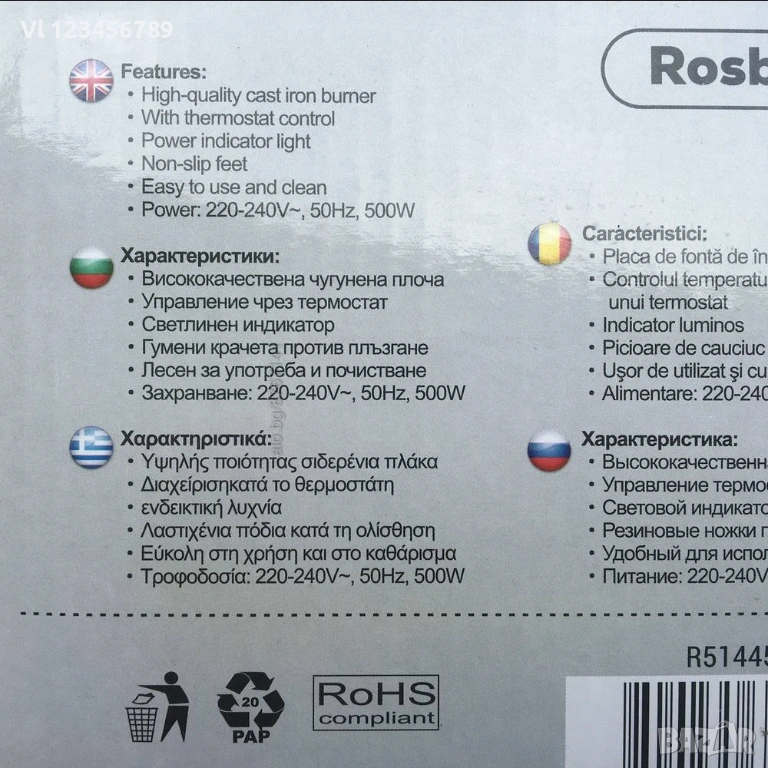 Vl 123456789
Features:
• High-quality cast iron burner
• With thermostat control
• Power indicator light
• Non-slip feet
• Easy to use and clean
• Power: 220-240V~, 50Hz, 500W
Характеристики:
• Висококачествена чугунена плоча
• Управление чрез термостат
• Светлинен индикатор
• Гумени крачета против плъзгане
• Лесен за употреба и почистване
• Захранване: 220-240V~, 50Hz, 500W
Χαρακτηριστικά:
• Υψηλής ποιότητας σιδερένια πλάκα
• Διαχείρισηκατά το θερμοστάτη
• ενδεικτική λυχνία
• Λαστιχένια πόδια κατά τη ολίσθηση
• Εύκολη στη χρήση και στο καθάρισμα
• Τροφοδοσία: 220-240V~, 50Hz, 500W
Rosb
Caracteristici:
• Placa de fontă de în
• Controlul temperatu
unui termostat
• Indicator luminos
• Picioare de cauciuc
• Uşor de utilizat şi cu
• Alimentare: 220-240
Характеристика:
• Высококачественн
• Управление термо
• Световой индикато
• Резиновые ножки п
• Удобный для испол
• Питание: 220-240V
R51445
20
PAP
RoHS
compliant
BAZAR